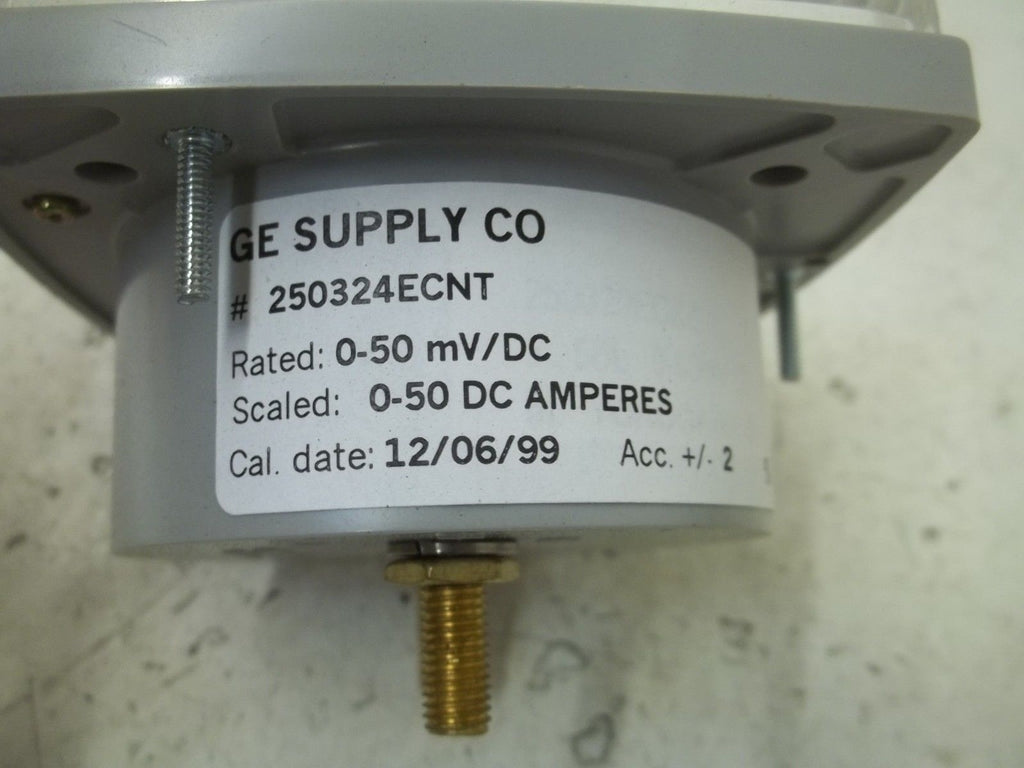 GE SUPPLY CO
# 250324ECNT
Rated: 0-50 mV/DC
Scaled: 0-50 DC AMPERES
Cal. date: 12/06/99 Acc. +/- 2